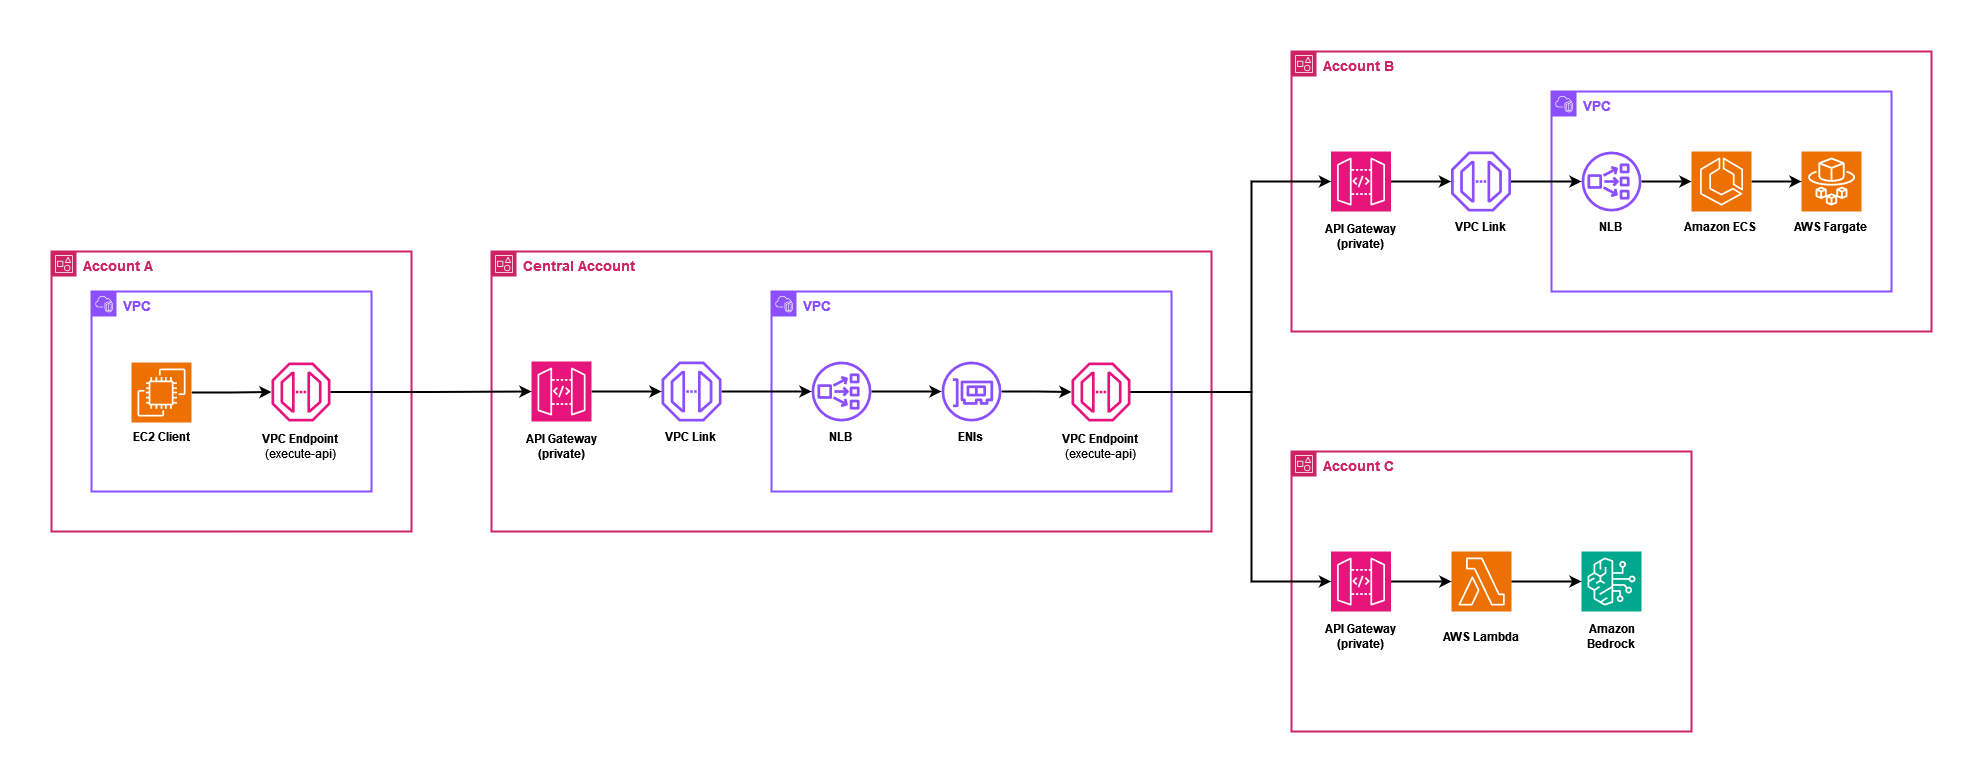 Account A
VPC
EC2 Client
VPC Endpoint
(execute-api)
Central Account
API Gateway
(private)
VPC Link
VPC
NLB
ENIs
VPC Endpoint
(execute-api)
Account B
API Gateway
(private)
VPC Link
VPC
NLB
Amazon ECS
AWS Fargate
Account C
API Gateway
(private)
AWS Lambda
Amazon
Bedrock